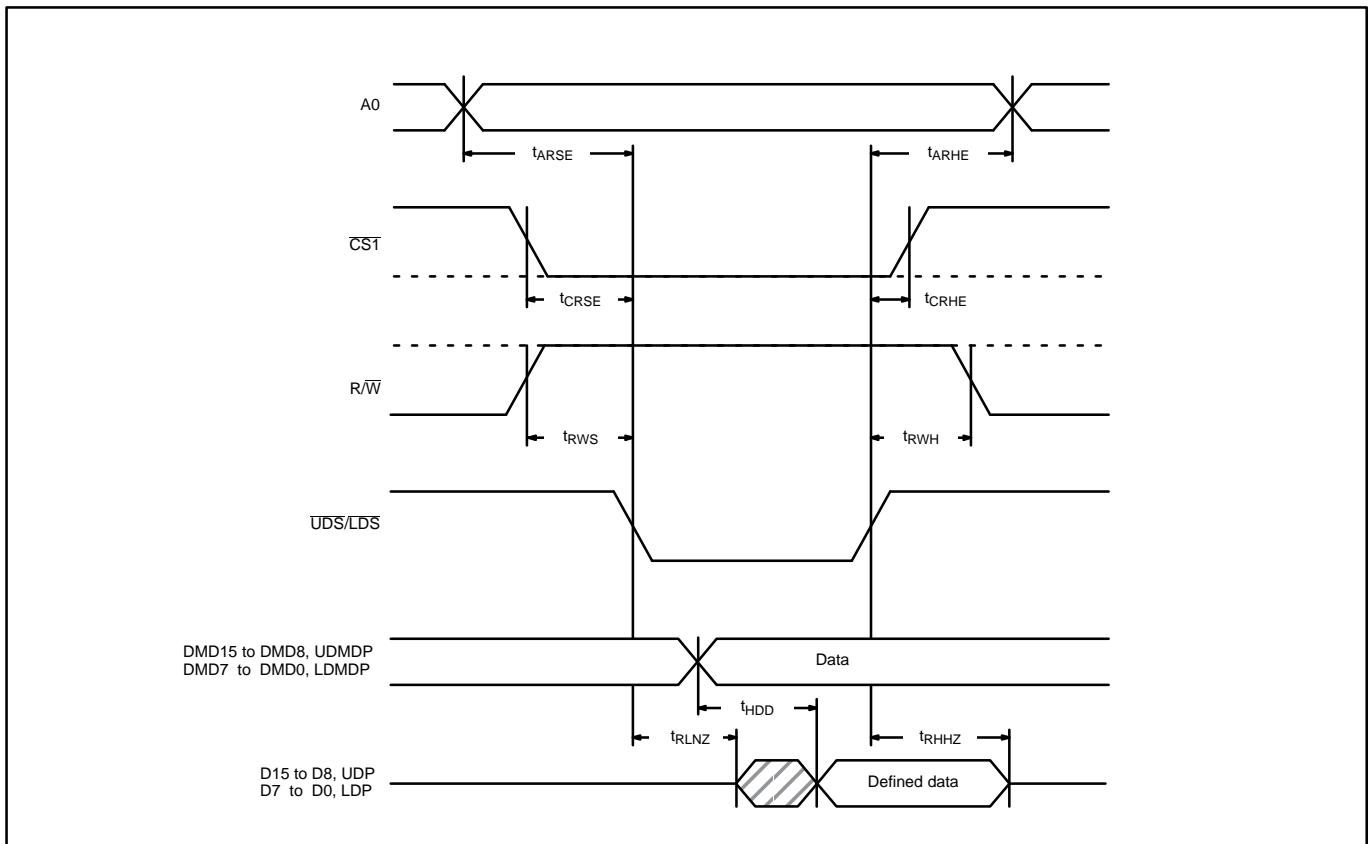 A0
tARSE
tARHE
CS1
tCRSE
tCRHE
R/W
tRWS
tRWH
UDS/LDS
DMD15 to DMD8, UDMDP
DMD7 to DMD0, LDMDP
Data
tHDD
tRLNZ
tRHHZ
D15 to D8, UDP
D7 to D0, LDP
Defined data